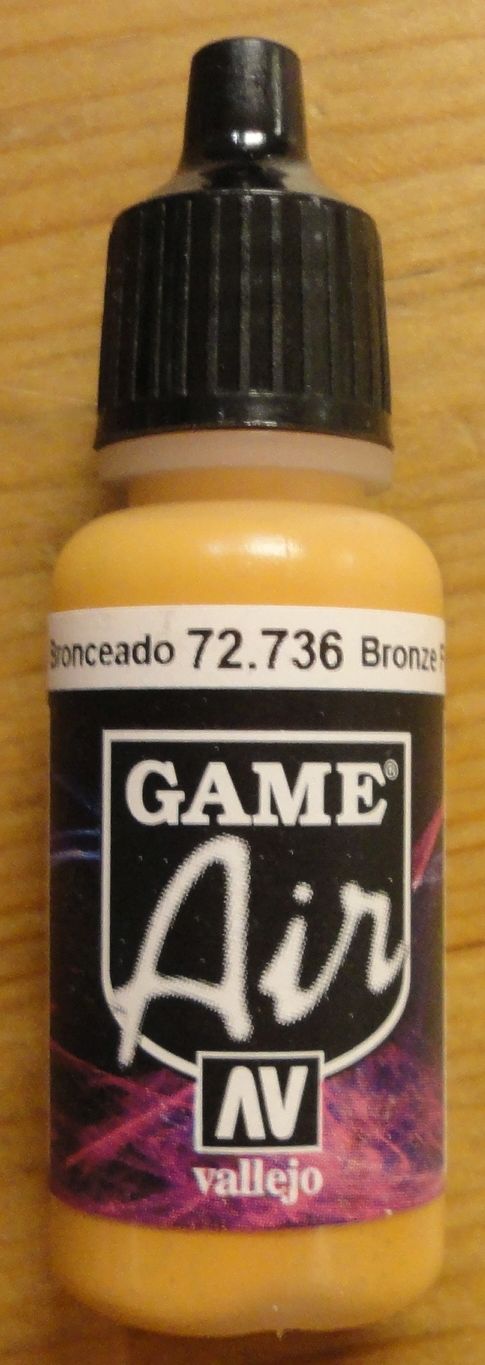 Bronceado 72.736 Bronze
GAME®
Air
AV
vallejo